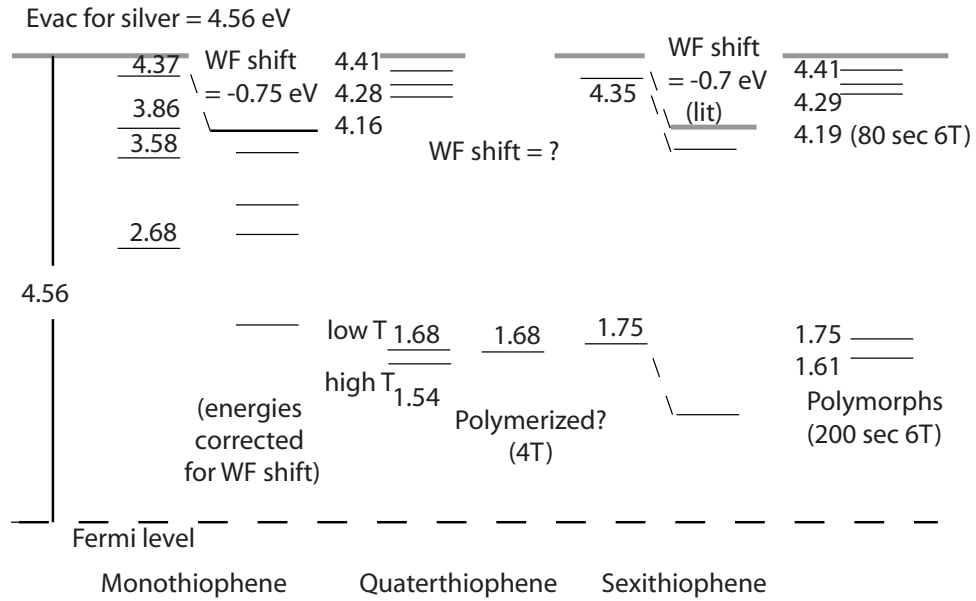 Evac for silver = 4.56 eV
4.37
3.86
3.58
2.68
4.56
WF shift
= -0.75 eV
(energies
corrected
for WF shift)
4.41
4.28
4.16
WF shift = ?
low T 1.68
high T 1.54
1.68
Polymerized?
(4T)
4.35
WF shift
= -0.7 eV
(lit)
1.75
4.41
4.29
4.19 (80 sec 6T)
1.75
1.61
Polymorphs
(200 sec 6T)
Fermi level
Monothiophene
Quaterthiophene
Sexithiophene